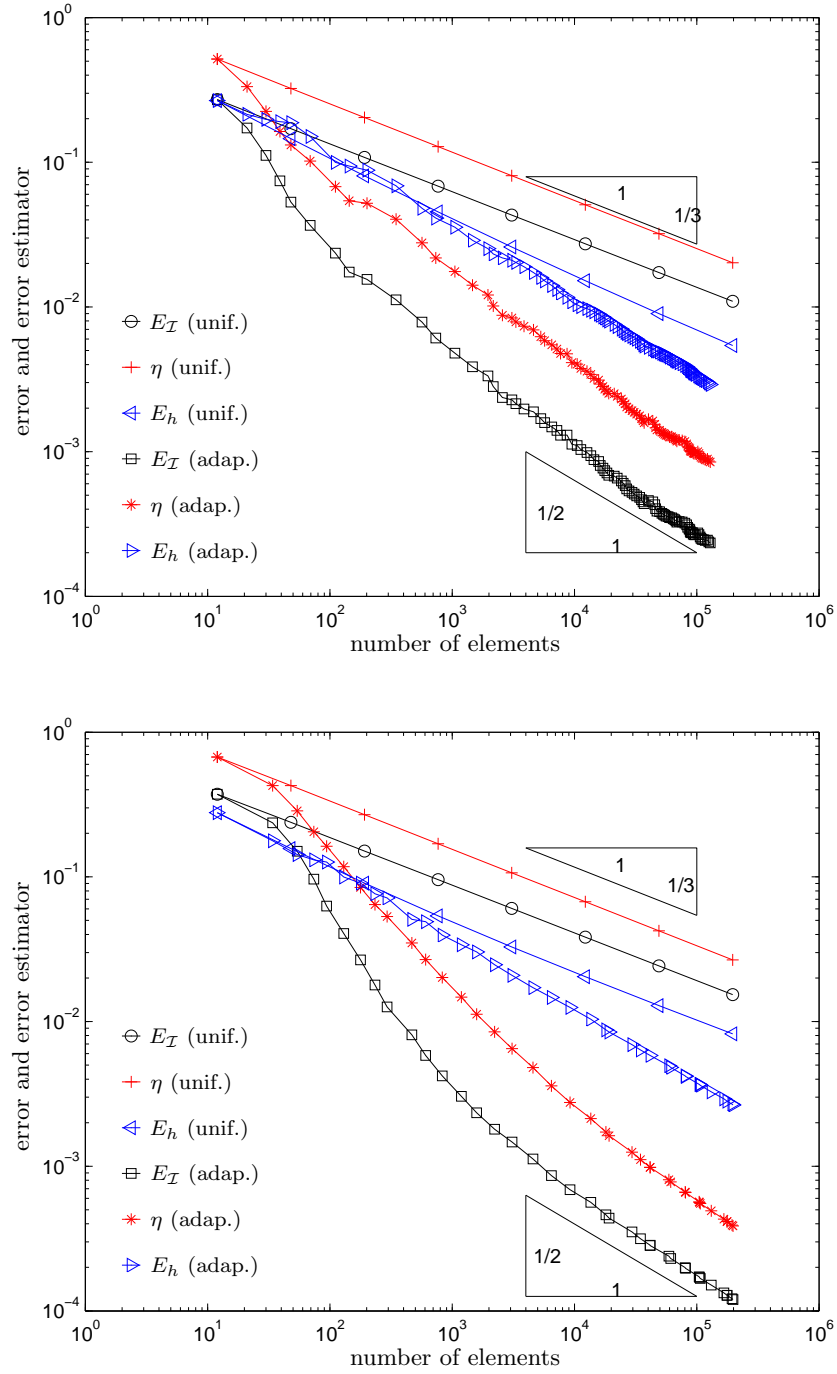 10^0
10^{-1}
10^{-2}
10^{-3}
10^{-4}
error and error estimator
1
1/3
E_I (unif.)
η (unif.)
E_h (unif.)
E_I (adap.)
η (adap.)
E_h (adap.)
1/2
1
10^0 10^1 10^2 10^3 10^4 10^5 10^6
number of elements
10^0
10^{-1}
10^{-2}
10^{-3}
10^{-4}
error and error estimator
1
1/3
E_I (unif.)
η (unif.)
E_h (unif.)
E_I (adap.)
η (adap.)
E_h (adap.)
1/2
1
10^0 10^1 10^2 10^3 10^4 10^5 10^6
number of elements